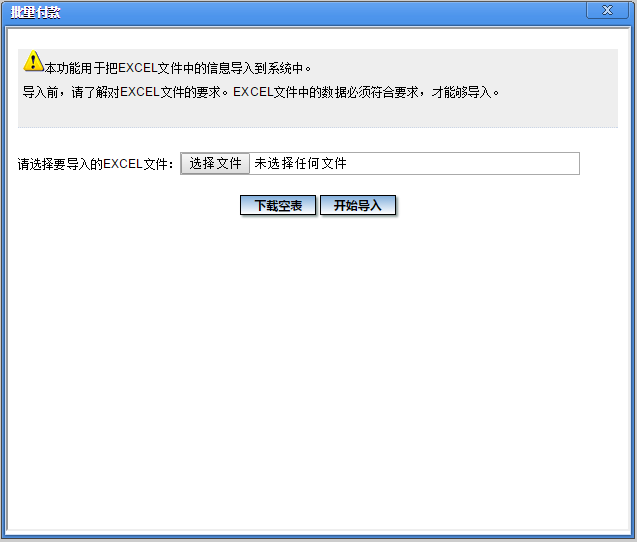 批量付款
X
本功能用于把EXCEL文件中的信息导入到系统中。
导入前，请了解对EXCEL文件的要求。EXCEL文件中的数据必须符合要求，才能够导入。
请选择要导入的EXCEL文件： 选择文件 未选择任何文件
下载空表 开始导入